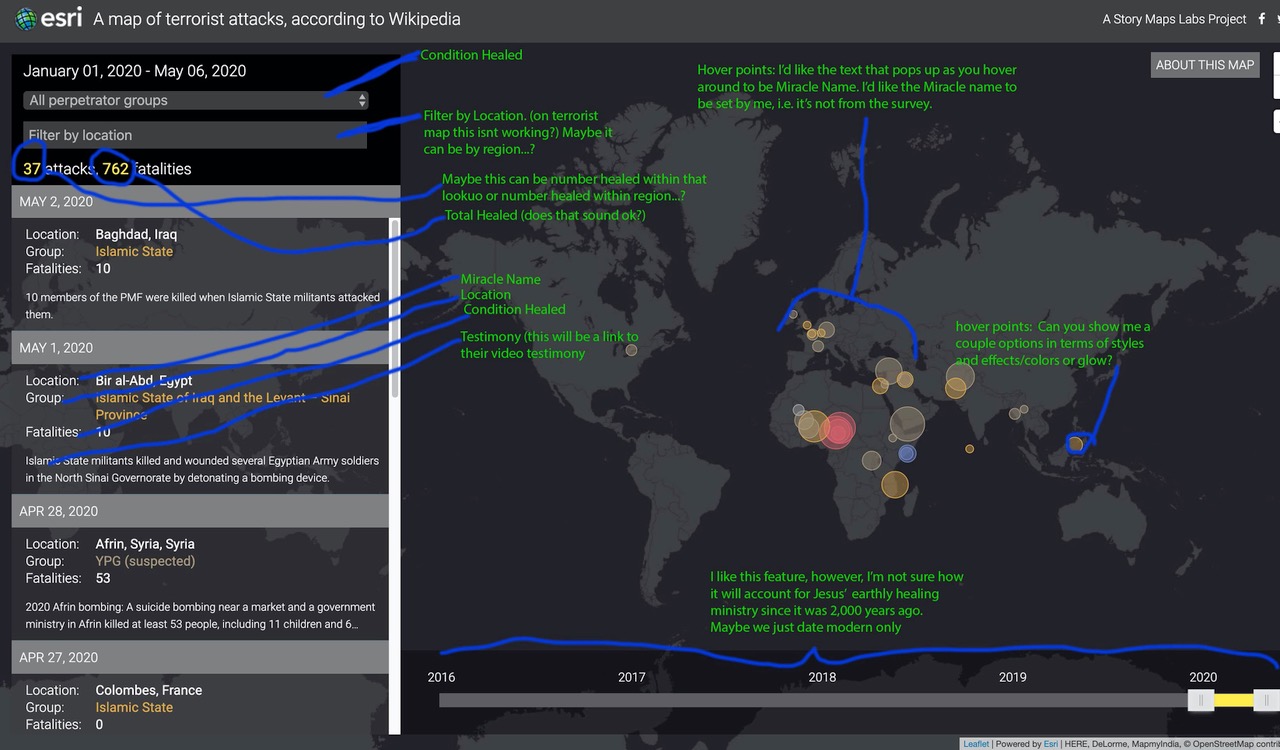 esri A map of terrorist attacks, according to Wikipedia
A Story Maps Labs Project
January 01, 2020 - May 06, 2020
All perpetrator groups
Filter by location
37 attacks, 762 fatalities
MAY 2, 2020
Location: Baghdad, Iraq
Group: Islamic State
Fatalities: 10
10 members of the PMF were killed when Islamic State militants attacked
them.
MAY 1, 2020
Location: Bir al-Abd, Egypt
Group: Islamic State of Iraq and the Levant – Sinai
Province
Fatalities: 10
Islamic State militants killed and wounded several Egyptian Army soldiers
in the North Sinai Governorate by detonating a bombing device.
APR 28, 2020
Location: Afrin, Syria, Syria
Group: YPG (suspected)
Fatalities: 53
2020 Afrin bombing: A suicide bombing near a market and a government
ministry in Afrin killed at least 53 people, including 11 children and 6...
APR 27, 2020
Location: Colombes, France
Group: Islamic State
Fatalities: 0
Condition Healed
Filter by Location. (on terrorist
map this isnt working?) Maybe it
can be by region...?
Maybe this can be number healed within that
lookuo or number healed within region...?
Total Healed (does that sound ok?)
Miracle Name
Location
Condition Healed
Testimony (this will be a link to
their video testimony
Hover points: I'd like the text that pops up as you hover
around to be Miracle Name. I'd like the Miracle name to
be set by me, i.e. it's not from the survey.
ABOUT THIS MAP
hover points: Can you show me a
couple options in terms of styles
and effects/colors or glow?
I like this feature, however, I'm not sure how
it will account for Jesus' earthly healing
ministry since it was 2,000 years ago.
Maybe we just date modern only
2016 2017 2018 2019 2020
Leaflet | Powered by Esri | HERE, DeLorme, MapmyIndia, © OpenStreetMap contri